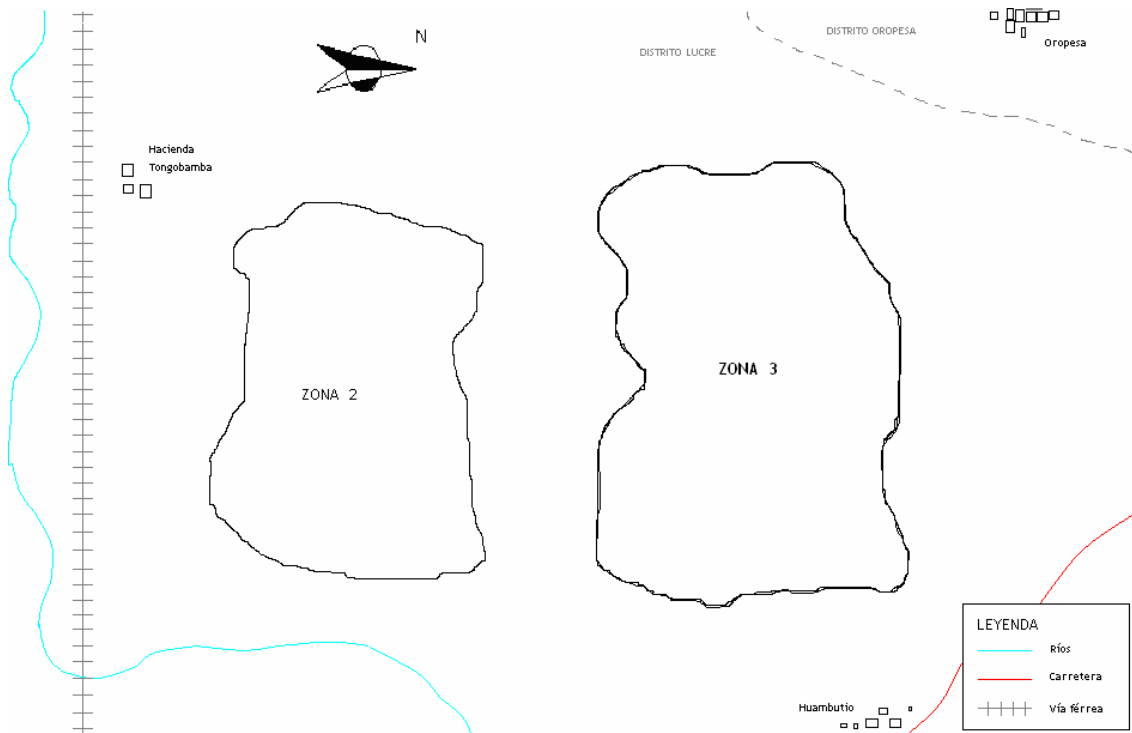 N
DISTRITO OROPESA
DISTRITO LUCRE
Oropesa
Hacienda
Tongobamba
ZONA 3
ZONA 2
LEYENDA
Ríos
Carretera
Vía férrea
Huambutio